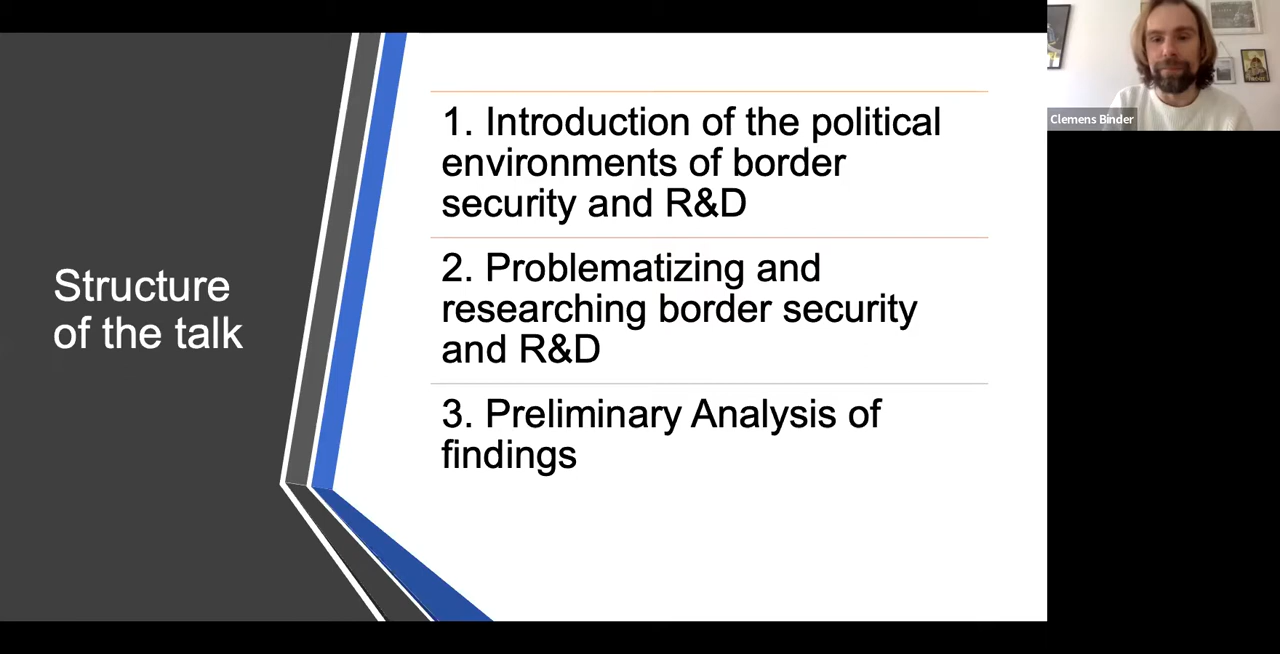 Structure
of the talk
1. Introduction of the political
environments of border
security and R&D
2. Problematizing and
researching border security
and R&D
3. Preliminary Analysis of
findings
Clemens Binder